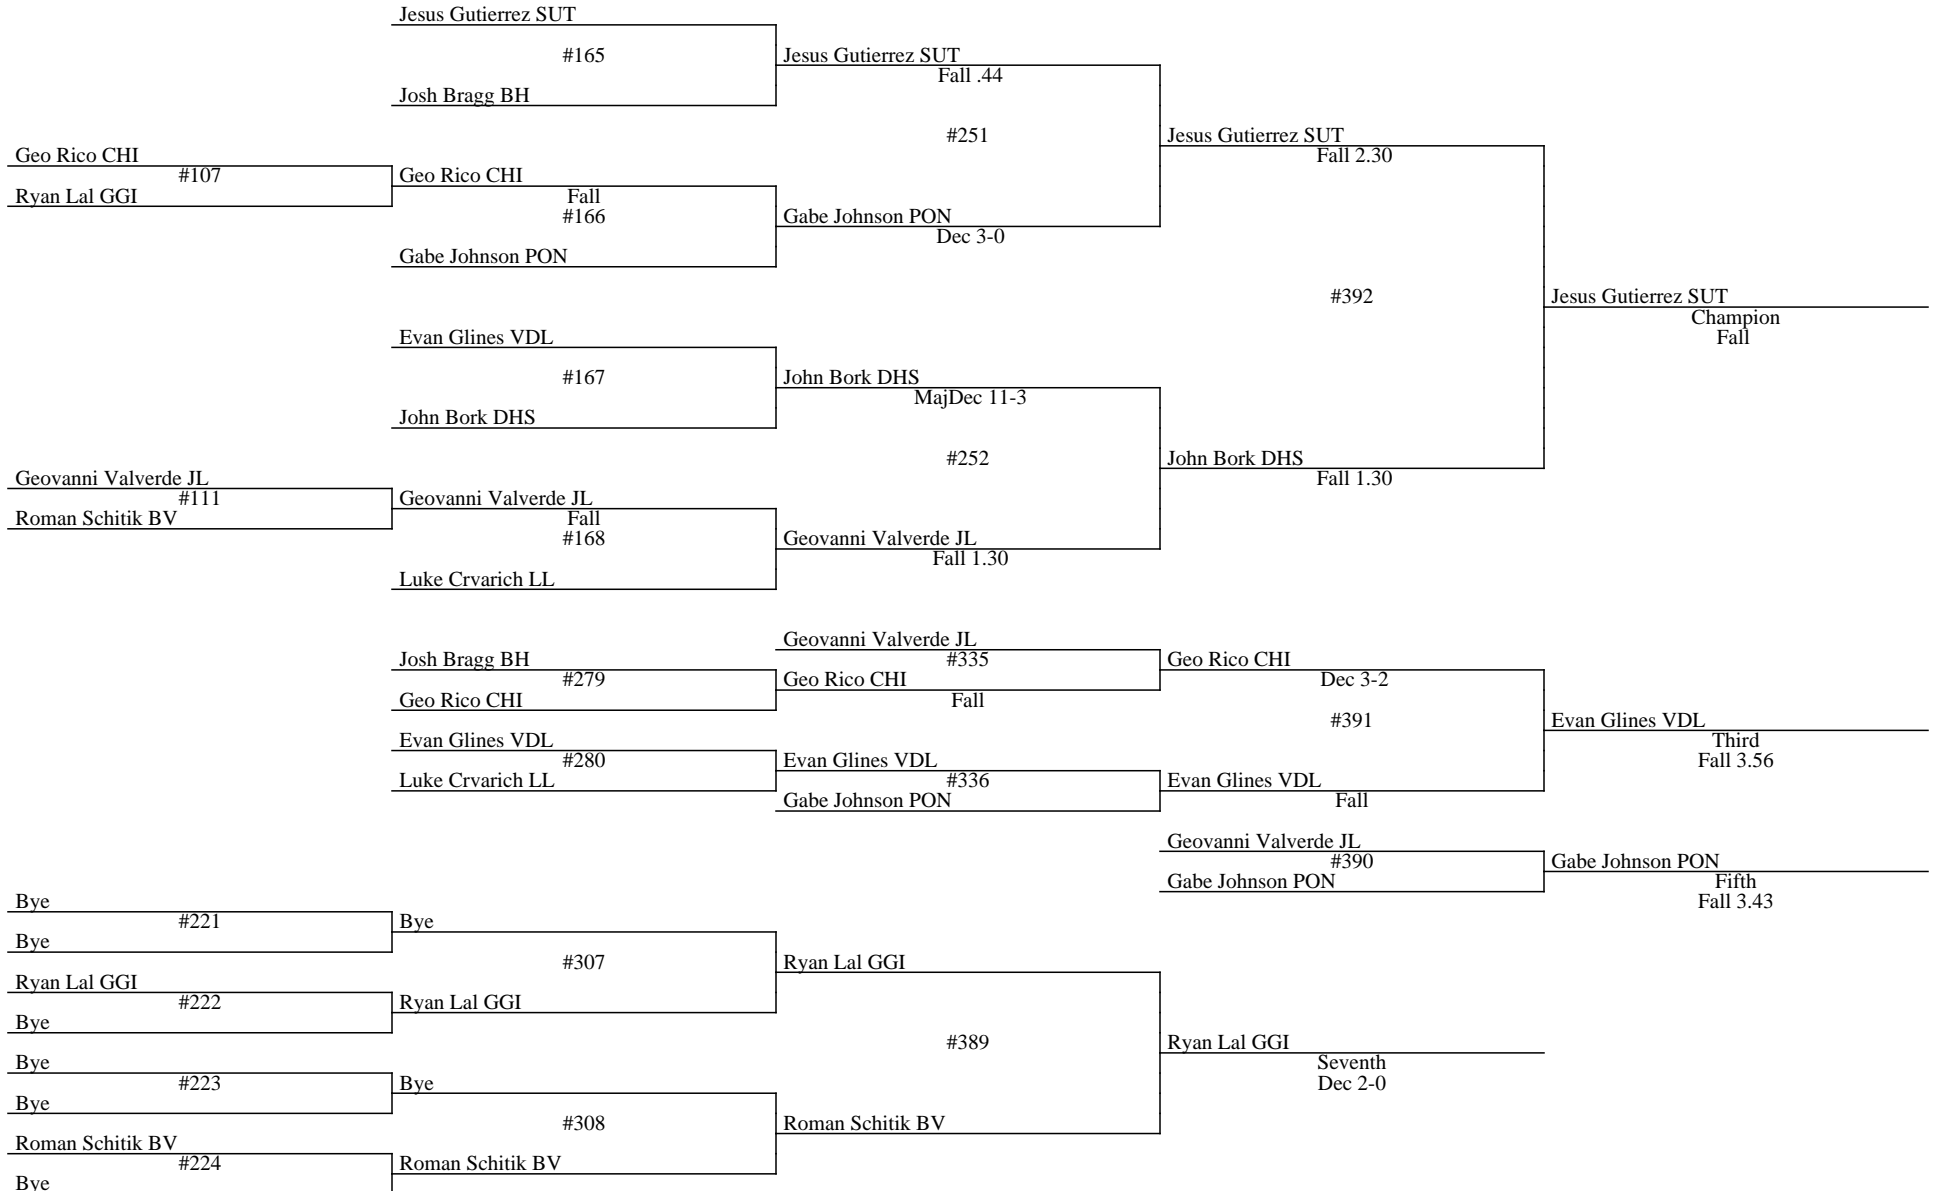 Jesus Gutierrez SUT
#165
Jesus Gutierrez SUT
Fall .44
Josh Bragg BH
#251
Jesus Gutierrez SUT
Fall 2.30
Geo Rico CHI
#107
Geo Rico CHI
Ryan Lal GGI
Fall
#166
Gabe Johnson PON
Dec 3-0
Gabe Johnson PON
#392
Jesus Gutierrez SUT
Champion
Fall
Evan Glines VDL
#167
John Bork DHS
MajDec 11-3
John Bork DHS
#252
John Bork DHS
Fall 1.30
Geovanni Valverde JL
#111
Geovanni Valverde JL
Roman Schitik BV
Fall
#168
Geovanni Valverde JL
Fall 1.30
Luke Crvarich LL
Geovanni Valverde JL
Josh Bragg BH
#335
Geo Rico CHI
#279
Geo Rico CHI
Dec 3-2
Geo Rico CHI
Fall
#391
Evan Glines VDL
Third
Fall 3.56
Evan Glines VDL
#280
Evan Glines VDL
Luke Crvarich LL
#336
Evan Glines VDL
Gabe Johnson PON
Fall
Geovanni Valverde JL
#390
Gabe Johnson PON
Gabe Johnson PON
Fifth
Fall 3.43
Bye
#221
Bye
Bye
#307
Ryan Lal GGI
Ryan Lal GGI
#222
Ryan Lal GGI
Bye
#389
Ryan Lal GGI
Seventh
Dec 2-0
Bye
#223
Bye
Bye
#308
Roman Schitik BV
Roman Schitik BV
#224
Roman Schitik BV
Bye